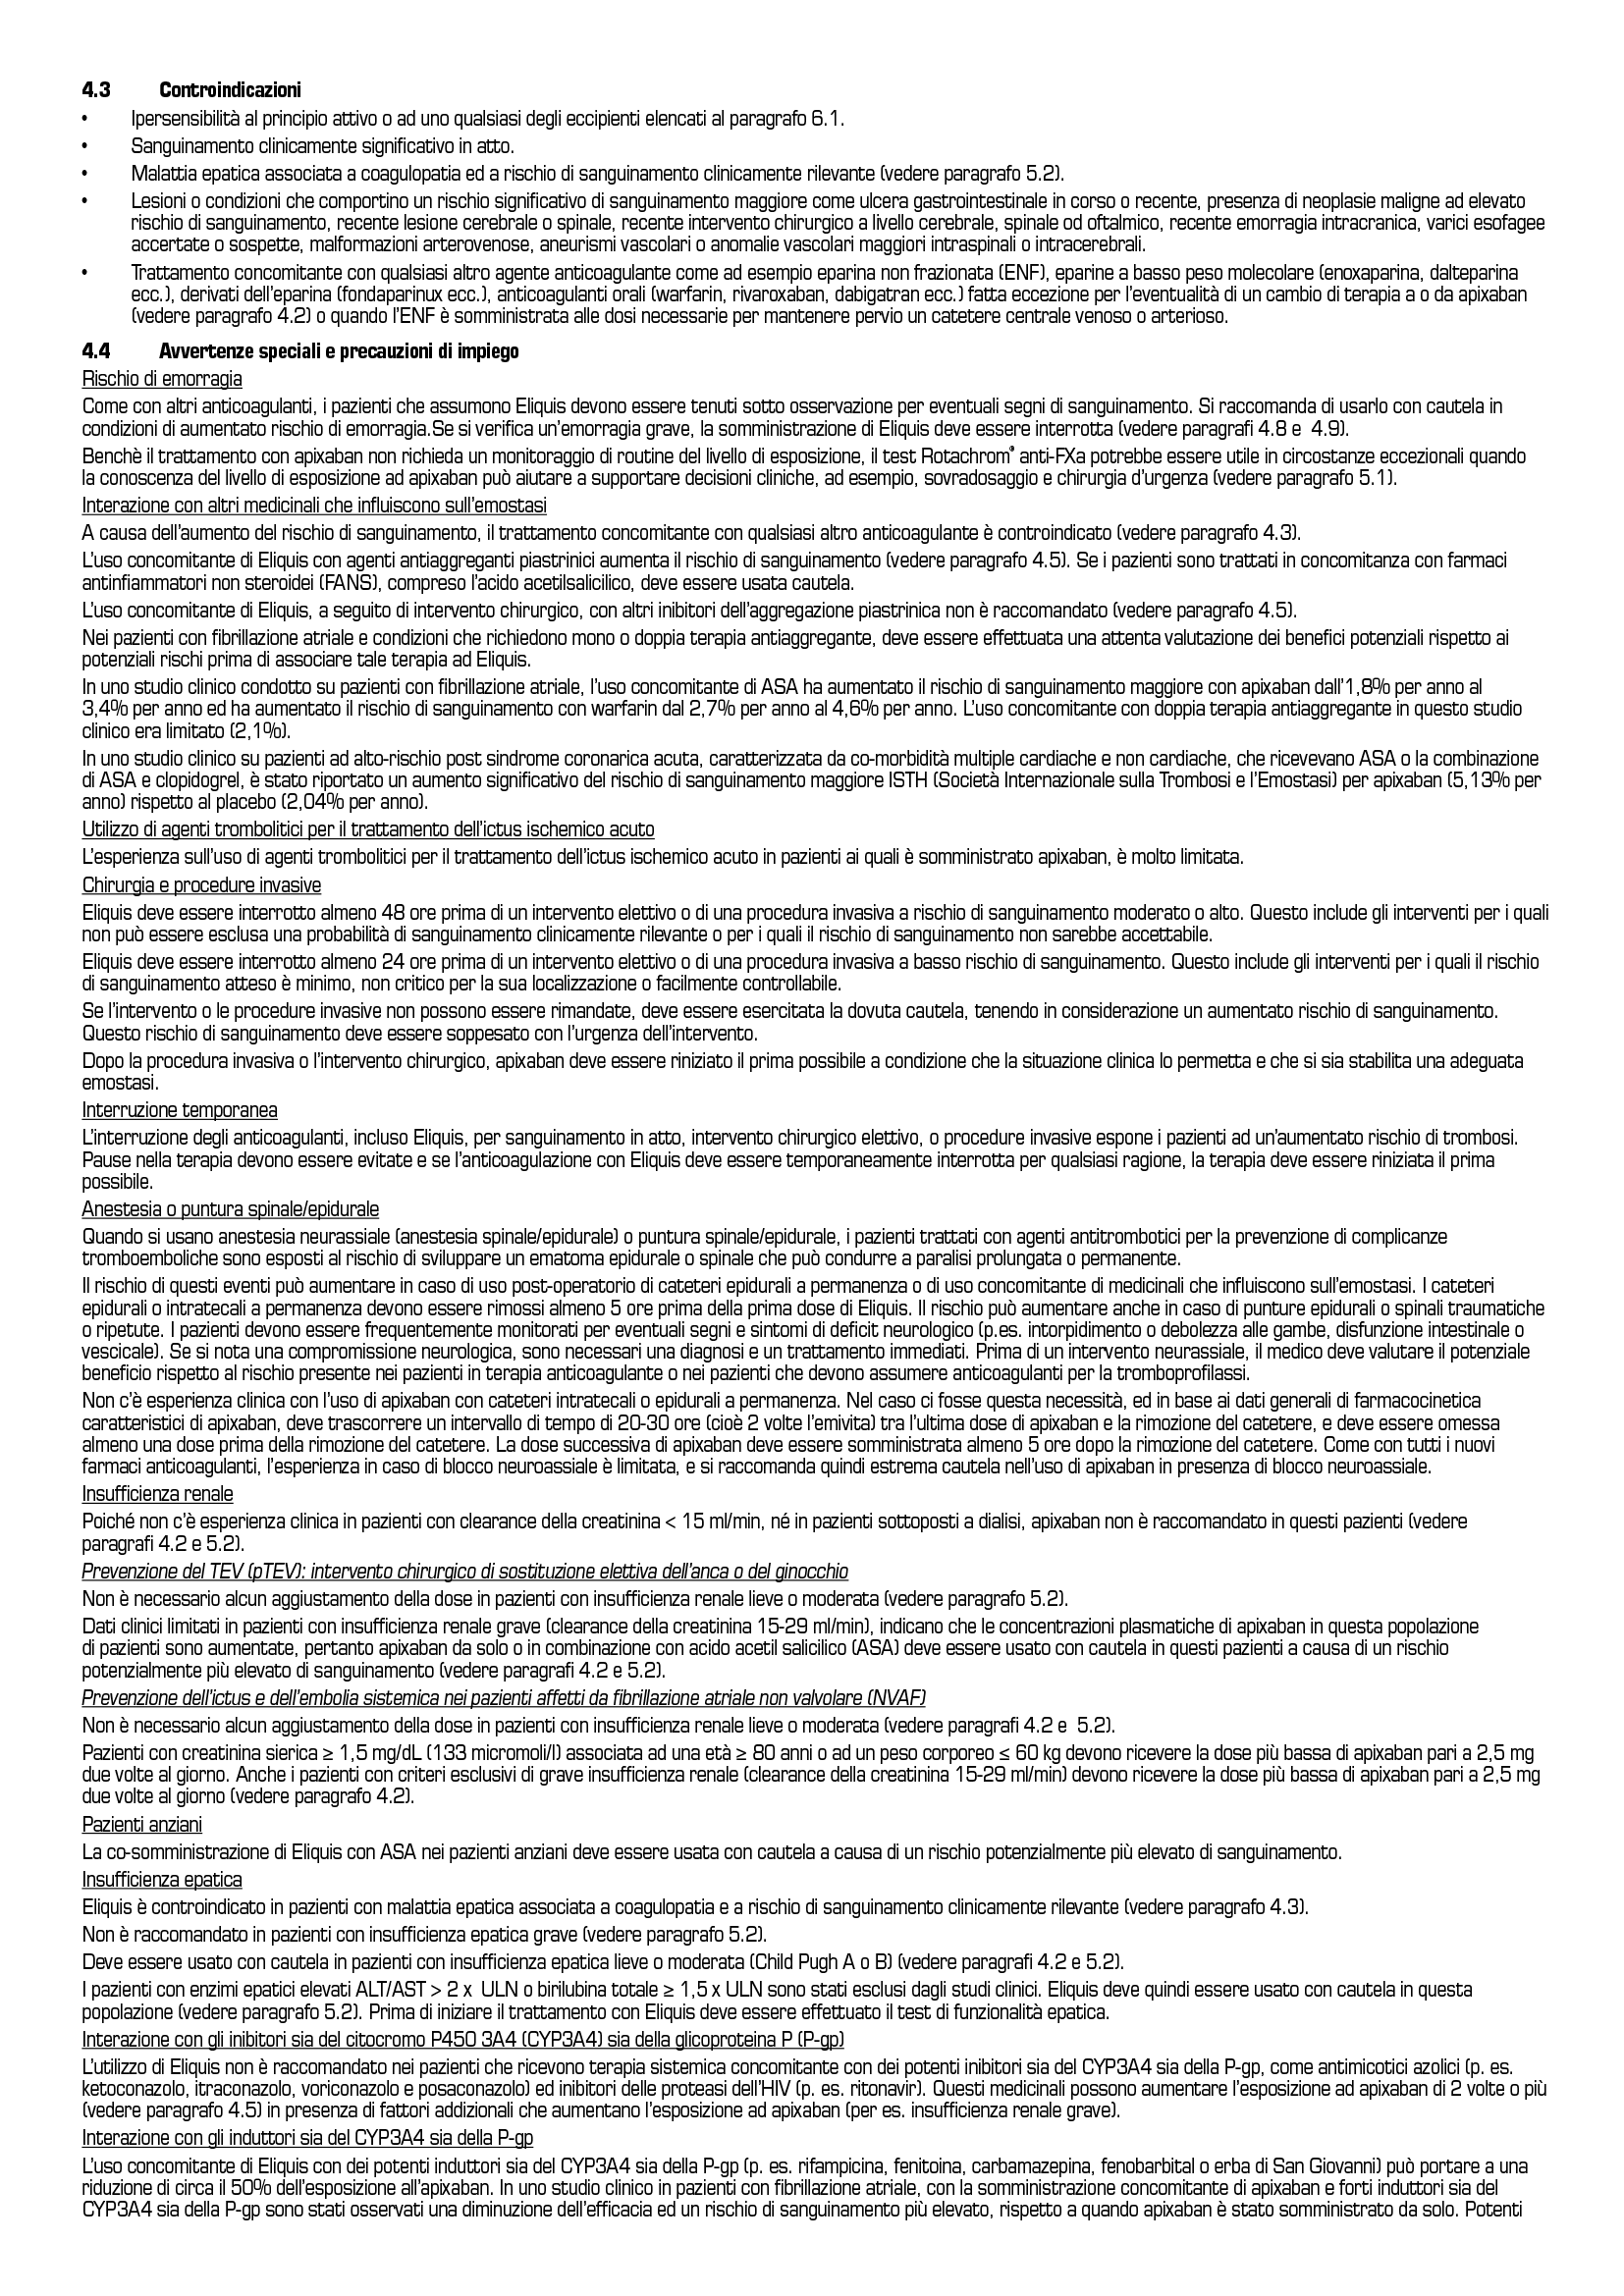 4.3 Controindicazioni
• Ipersensibilità al principio attivo o ad uno qualsiasi degli eccipienti elencati al paragrafo 6.1.
• Sanguinamento clinicamente significativo in atto.
• Malattia epatica associata a coagulopatia ed a rischio di sanguinamento clinicamente rilevante (vedere paragrafo 5.2).
• Lesioni o condizioni che comportino un rischio significativo di sanguinamento maggiore come ulcera gastrointestinale in corso o recente, presenza di neoplasie maligne ad elevato
rischio di sanguinamento, recente lesione cerebrale o spinale, recente intervento chirurgico a livello cerebrale, spinale od oftalmico, recente emorragia intracranica, varici esofagee
accertate o sospette, malformazioni arterovenose, aneurismi vascolari o anomalie vascolari maggiori intraspinali o intracerebrali.
• Trattamento concomitante con qualsiasi altro agente anticoagulante come ad esempio eparina non frazionata (ENF), eparine a basso peso molecolare (enoxaparina, dalteparina
ecc.), derivati dell'eparina (fondaparinux ecc.), anticoagulanti orali (warfarin, rivaroxaban, dabigatran ecc.) fatta eccezione per l'eventualità di un cambio di terapia a o da apixaban
(vedere paragrafo 4.2) o quando l'ENF è somministrata alle dosi necessarie per mantenere pervio un catetere centrale venoso o arterioso.
4.4 Avvertenze speciali e precauzioni di impiego
Rischio di emorragia
Come con altri anticoagulanti, i pazienti che assumono Eliquis devono essere tenuti sotto osservazione per eventuali segni di sanguinamento. Si raccomanda di usarlo con cautela in
condizioni di aumentato rischio di emorragia.Se si verifica un'emorragia grave, la somministrazione di Eliquis deve essere interrotta (vedere paragrafi 4.8 e 4.9).
Benchè il trattamento con apixaban non richieda un monitoraggio di routine del livello di esposizione, il test Rotachrom® anti-FXa potrebbe essere utile in circostanze eccezionali quando
la conoscenza del livello di esposizione ad apixaban può aiutare a supportare decisioni cliniche, ad esempio, sovradosaggio e chirurgia d'urgenza (vedere paragrafo 5.1).
Interazione con altri medicinali che influiscono sull'emostasi
A causa dell'aumento del rischio di sanguinamento, il trattamento concomitante con qualsiasi altro anticoagulante è controindicato (vedere paragrafo 4.3).
L'uso concomitante di Eliquis con agenti antiaggreganti piastrinici aumenta il rischio di sanguinamento (vedere paragrafo 4.5). Se i pazienti sono trattati in concomitanza con farmaci
antinfiammatori non steroidei (FANS), compreso l'acido acetilsalicilico, deve essere usata cautela.
L'uso concomitante di Eliquis, a seguito di intervento chirurgico, con altri inibitori dell'aggregazione piastrinica non è raccomandato (vedere paragrafo 4.5).
Nei pazienti con fibrillazione atriale e condizioni che richiedono mono o doppia terapia antiaggregante, deve essere effettuata una attenta valutazione dei benefici potenziali rispetto ai
potenziali rischi prima di associare tale terapia ad Eliquis.
In uno studio clinico condotto su pazienti con fibrillazione atriale, l'uso concomitante di ASA ha aumentato il rischio di sanguinamento maggiore con apixaban dall'1,8% per anno al
3,4% per anno ed ha aumentato il rischio di sanguinamento con warfarin dal 2,7% per anno al 4,6% per anno. L'uso concomitante con doppia terapia antiaggregante in questo studio
clinico era limitato (2,1%).
In uno studio clinico su pazienti ad alto-rischio post sindrome coronarica acuta, caratterizzata da co-morbidità multiple cardiache e non cardiache, che ricevevano ASA o la combinazione
di ASA e clopidogrel, è stato riportato un aumento significativo del rischio di sanguinamento maggiore ISTH (Società Internazionale sulla Trombosi e l'Emostasi) per apixaban (5,13% per
anno) rispetto al placebo (2,04% per anno).
Utilizzo di agenti trombolitici per il trattamento dell'ictus ischemico acuto
L'esperienza sull'uso di agenti trombolitici per il trattamento dell'ictus ischemico acuto in pazienti ai quali è somministrato apixaban, è molto limitata.
Chirurgia e procedure invasive
Eliquis deve essere interrotto almeno 48 ore prima di un intervento elettivo o di una procedura invasiva a rischio di sanguinamento moderato o alto. Questo include gli interventi per i quali
non può essere esclusa una probabilità di sanguinamento clinicamente rilevante o per i quali il rischio di sanguinamento non sarebbe accettabile.
Eliquis deve essere interrotto almeno 24 ore prima di un intervento elettivo o di una procedura invasiva a basso rischio di sanguinamento. Questo include gli interventi per i quali il rischio
di sanguinamento atteso è minimo, non critico per la sua localizzazione o facilmente controllabile.
Se l'intervento o le procedure invasive non possono essere rimandate, deve essere esercitata la dovuta cautela, tenendo in considerazione un aumentato rischio di sanguinamento.
Questo rischio di sanguinamento deve essere soppesato con l'urgenza dell'intervento.
Dopo la procedura invasiva o l'intervento chirurgico, apixaban deve essere riniziato il prima possibile a condizione che la situazione clinica lo permetta e che si sia stabilita una adeguata
emostasi.
Interruzione temporanea
L'interruzione degli anticoagulanti, incluso Eliquis, per sanguinamento in atto, intervento chirurgico elettivo, o procedure invasive espone i pazienti ad un'aumentato rischio di trombosi.
Pause nella terapia devono essere evitate e se l'anticoagulazione con Eliquis deve essere temporaneamente interrotta per qualsiasi ragione, la terapia deve essere riniziata il prima
possibile.
Anestesia o puntura spinale/epidurale
Quando si usano anestesia neurassiale (anestesia spinale/epidurale) o puntura spinale/epidurale, i pazienti trattati con agenti antitrombotici per la prevenzione di complicanze
tromboemboliche sono esposti al rischio di sviluppare un ematoma epidurale o spinale che può condurre a paralisi prolungata o permanente.
Il rischio di questi eventi può aumentare in caso di uso post-operatorio di cateteri epidurali a permanenza o di uso concomitante di medicinali che influiscono sull'emostasi. I cateteri
epidurali o intratecali a permanenza devono essere rimossi almeno 5 ore prima della prima dose di Eliquis. Il rischio può aumentare anche in caso di punture epidurali o spinali traumatiche
o ripetute. I pazienti devono essere frequentemente monitorati per eventuali segni e sintomi di deficit neurologico (p.es. intorpidimento o debolezza alle gambe, disfunzione intestinale o
vescicale). Se si nota una compromissione neurologica, sono necessari una diagnosi e un trattamento immediati. Prima di un intervento neurassiale, il medico deve valutare il potenziale
beneficio rispetto al rischio presente nei pazienti in terapia anticoagulante o nei pazienti che devono assumere anticoagulanti per la tromboprofilassi.
Non c'è esperienza clinica con l'uso di apixaban con cateteri intratecali o epidurali a permanenza. Nel caso ci fosse questa necessità, ed in base ai dati generali di farmacocinetica
caratteristici di apixaban, deve trascorrere un intervallo di tempo di 20-30 ore (cioè 2 volte l'emivita) tra l'ultima dose di apixaban e la rimozione del catetere, e deve essere omessa
almeno una dose prima della rimozione del catetere. La dose successiva di apixaban deve essere somministrata almeno 5 ore dopo la rimozione del catetere. Come con tutti i nuovi
farmaci anticoagulanti, l'esperienza in caso di blocco neuroassiale è limitata, e si raccomanda quindi estrema cautela nell'uso di apixaban in presenza di blocco neuroassiale.
Insufficienza renale
Poiché non c'è esperienza clinica in pazienti con clearance della creatinina < 15 ml/min, né in pazienti sottoposti a dialisi, apixaban non è raccomandato in questi pazienti (vedere
paragrafi 4.2 e 5.2).
Prevenzione del TEV (pTEV): intervento chirurgico di sostituzione elettiva dell'anca o del ginocchio
Non è necessario alcun aggiustamento della dose in pazienti con insufficienza renale lieve o moderata (vedere paragrafo 5.2).
Dati clinici limitati in pazienti con insufficienza renale grave (clearance della creatinina 15-29 ml/min), indicano che le concentrazioni plasmatiche di apixaban in questa popolazione
di pazienti sono aumentate, pertanto apixaban da solo o in combinazione con acido acetil salicilico (ASA) deve essere usato con cautela in questi pazienti a causa di un rischio
potenzialmente più elevato di sanguinamento (vedere paragrafi 4.2 e 5.2).
Prevenzione dell'ictus e dell'embolia sistemica nei pazienti affetti da fibrillazione atriale non valvolare (NVAF)
Non è necessario alcun aggiustamento della dose in pazienti con insufficienza renale lieve o moderata (vedere paragrafi 4.2 e 5.2).
Pazienti con creatinina sierica ≥ 1,5 mg/dL (133 micromoli/l) associata ad una età ≥ 80 anni o ad un peso corporeo ≤ 60 kg devono ricevere la dose più bassa di apixaban pari a 2,5 mg
due volte al giorno. Anche i pazienti con criteri esclusivi di grave insufficienza renale (clearance della creatinina 15-29 ml/min) devono ricevere la dose più bassa di apixaban pari a 2,5 mg
due volte al giorno (vedere paragrafo 4.2).
Pazienti anziani
La co-somministrazione di Eliquis con ASA nei pazienti anziani deve essere usata con cautela a causa di un rischio potenzialmente più elevato di sanguinamento.
Insufficienza epatica
Eliquis è controindicato in pazienti con malattia epatica associata a coagulopatia e a rischio di sanguinamento clinicamente rilevante (vedere paragrafo 4.3).
Non è raccomandato in pazienti con insufficienza epatica grave (vedere paragrafo 5.2).
Deve essere usato con cautela in pazienti con insufficienza epatica lieve o moderata (Child Pugh A o B) (vedere paragrafi 4.2 e 5.2).
I pazienti con enzimi epatici elevati ALT/AST > 2 x ULN o birilubina totale ≥ 1,5 x ULN sono stati esclusi dagli studi clinici. Eliquis deve quindi essere usato con cautela in questa
popolazione (vedere paragrafo 5.2). Prima di iniziare il trattamento con Eliquis deve essere effettuato il test di funzionalità epatica.
Interazione con gli inibitori sia del citocromo P450 3A4 (CYP3A4) sia della glicoproteina P (P-gp)
L'utilizzo di Eliquis non è raccomandato nei pazienti che ricevono terapia sistemica concomitante con dei potenti inibitori sia del CYP3A4 sia della P-gp, come antimicotici azolici (p. es.
ketoconazolo, itraconazolo, voriconazolo e posaconazolo) ed inibitori delle proteasi dell'HIV (p. es. ritonavir). Questi medicinali possono aumentare l'esposizione ad apixaban di 2 volte o più
(vedere paragrafo 4.5) in presenza di fattori addizionali che aumentano l'esposizione ad apixaban (per es. insufficienza renale grave).
Interazione con gli induttori sia del CYP3A4 sia della P-gp
L'uso concomitante di Eliquis con dei potenti induttori sia del CYP3A4 sia della P-gp (p. es. rifampicina, fenitoina, carbamazepina, fenobarbital o erba di San Giovanni) può portare a una
riduzione di circa il 50% dell'esposizione all'apixaban. In uno studio clinico in pazienti con fibrillazione atriale, con la somministrazione concomitante di apixaban e forti induttori sia del
CYP3A4 sia della P-gp sono stati osservati una diminuzione dell'efficacia ed un rischio di sanguinamento più elevato, rispetto a quando apixaban è stato somministrato da solo. Potenti